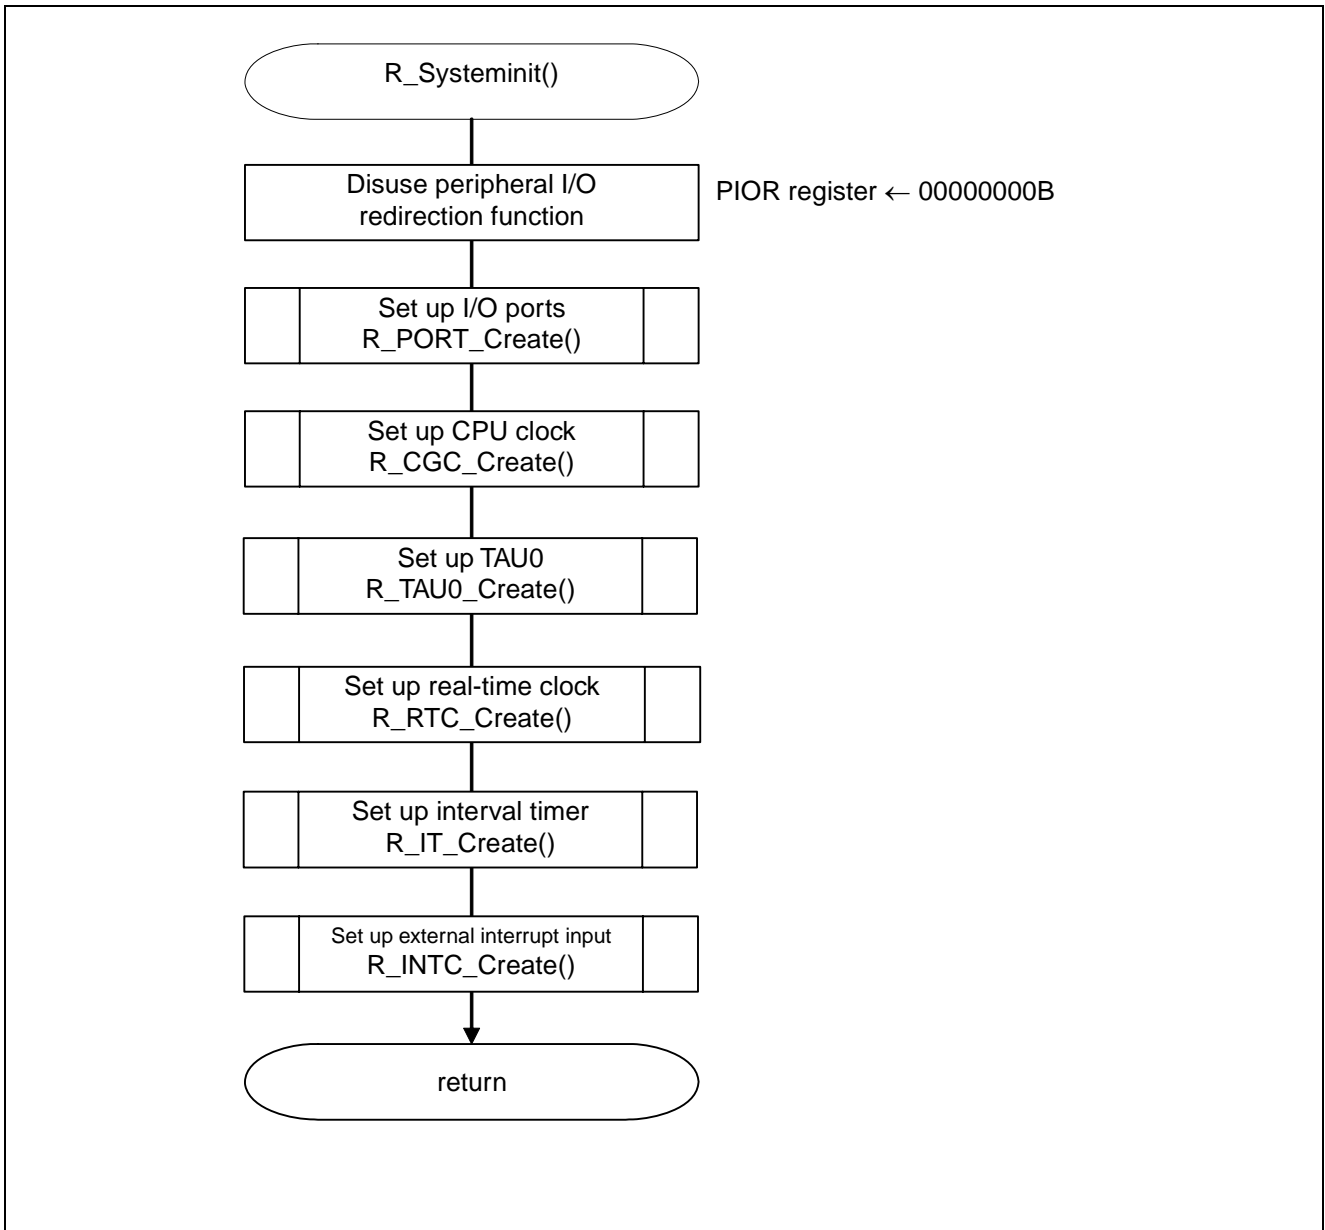 R_Systeminit()
Disuse peripheral I/O
redirection function
PIOR register ← 00000000B
Set up I/O ports
R_PORT_Create()
Set up CPU clock
R_CGC_Create()
Set up TAU0
R_TAU0_Create()
Set up real-time clock
R_RTC_Create()
Set up interval timer
R_IT_Create()
Set up external interrupt input
R_INTC_Create()
return